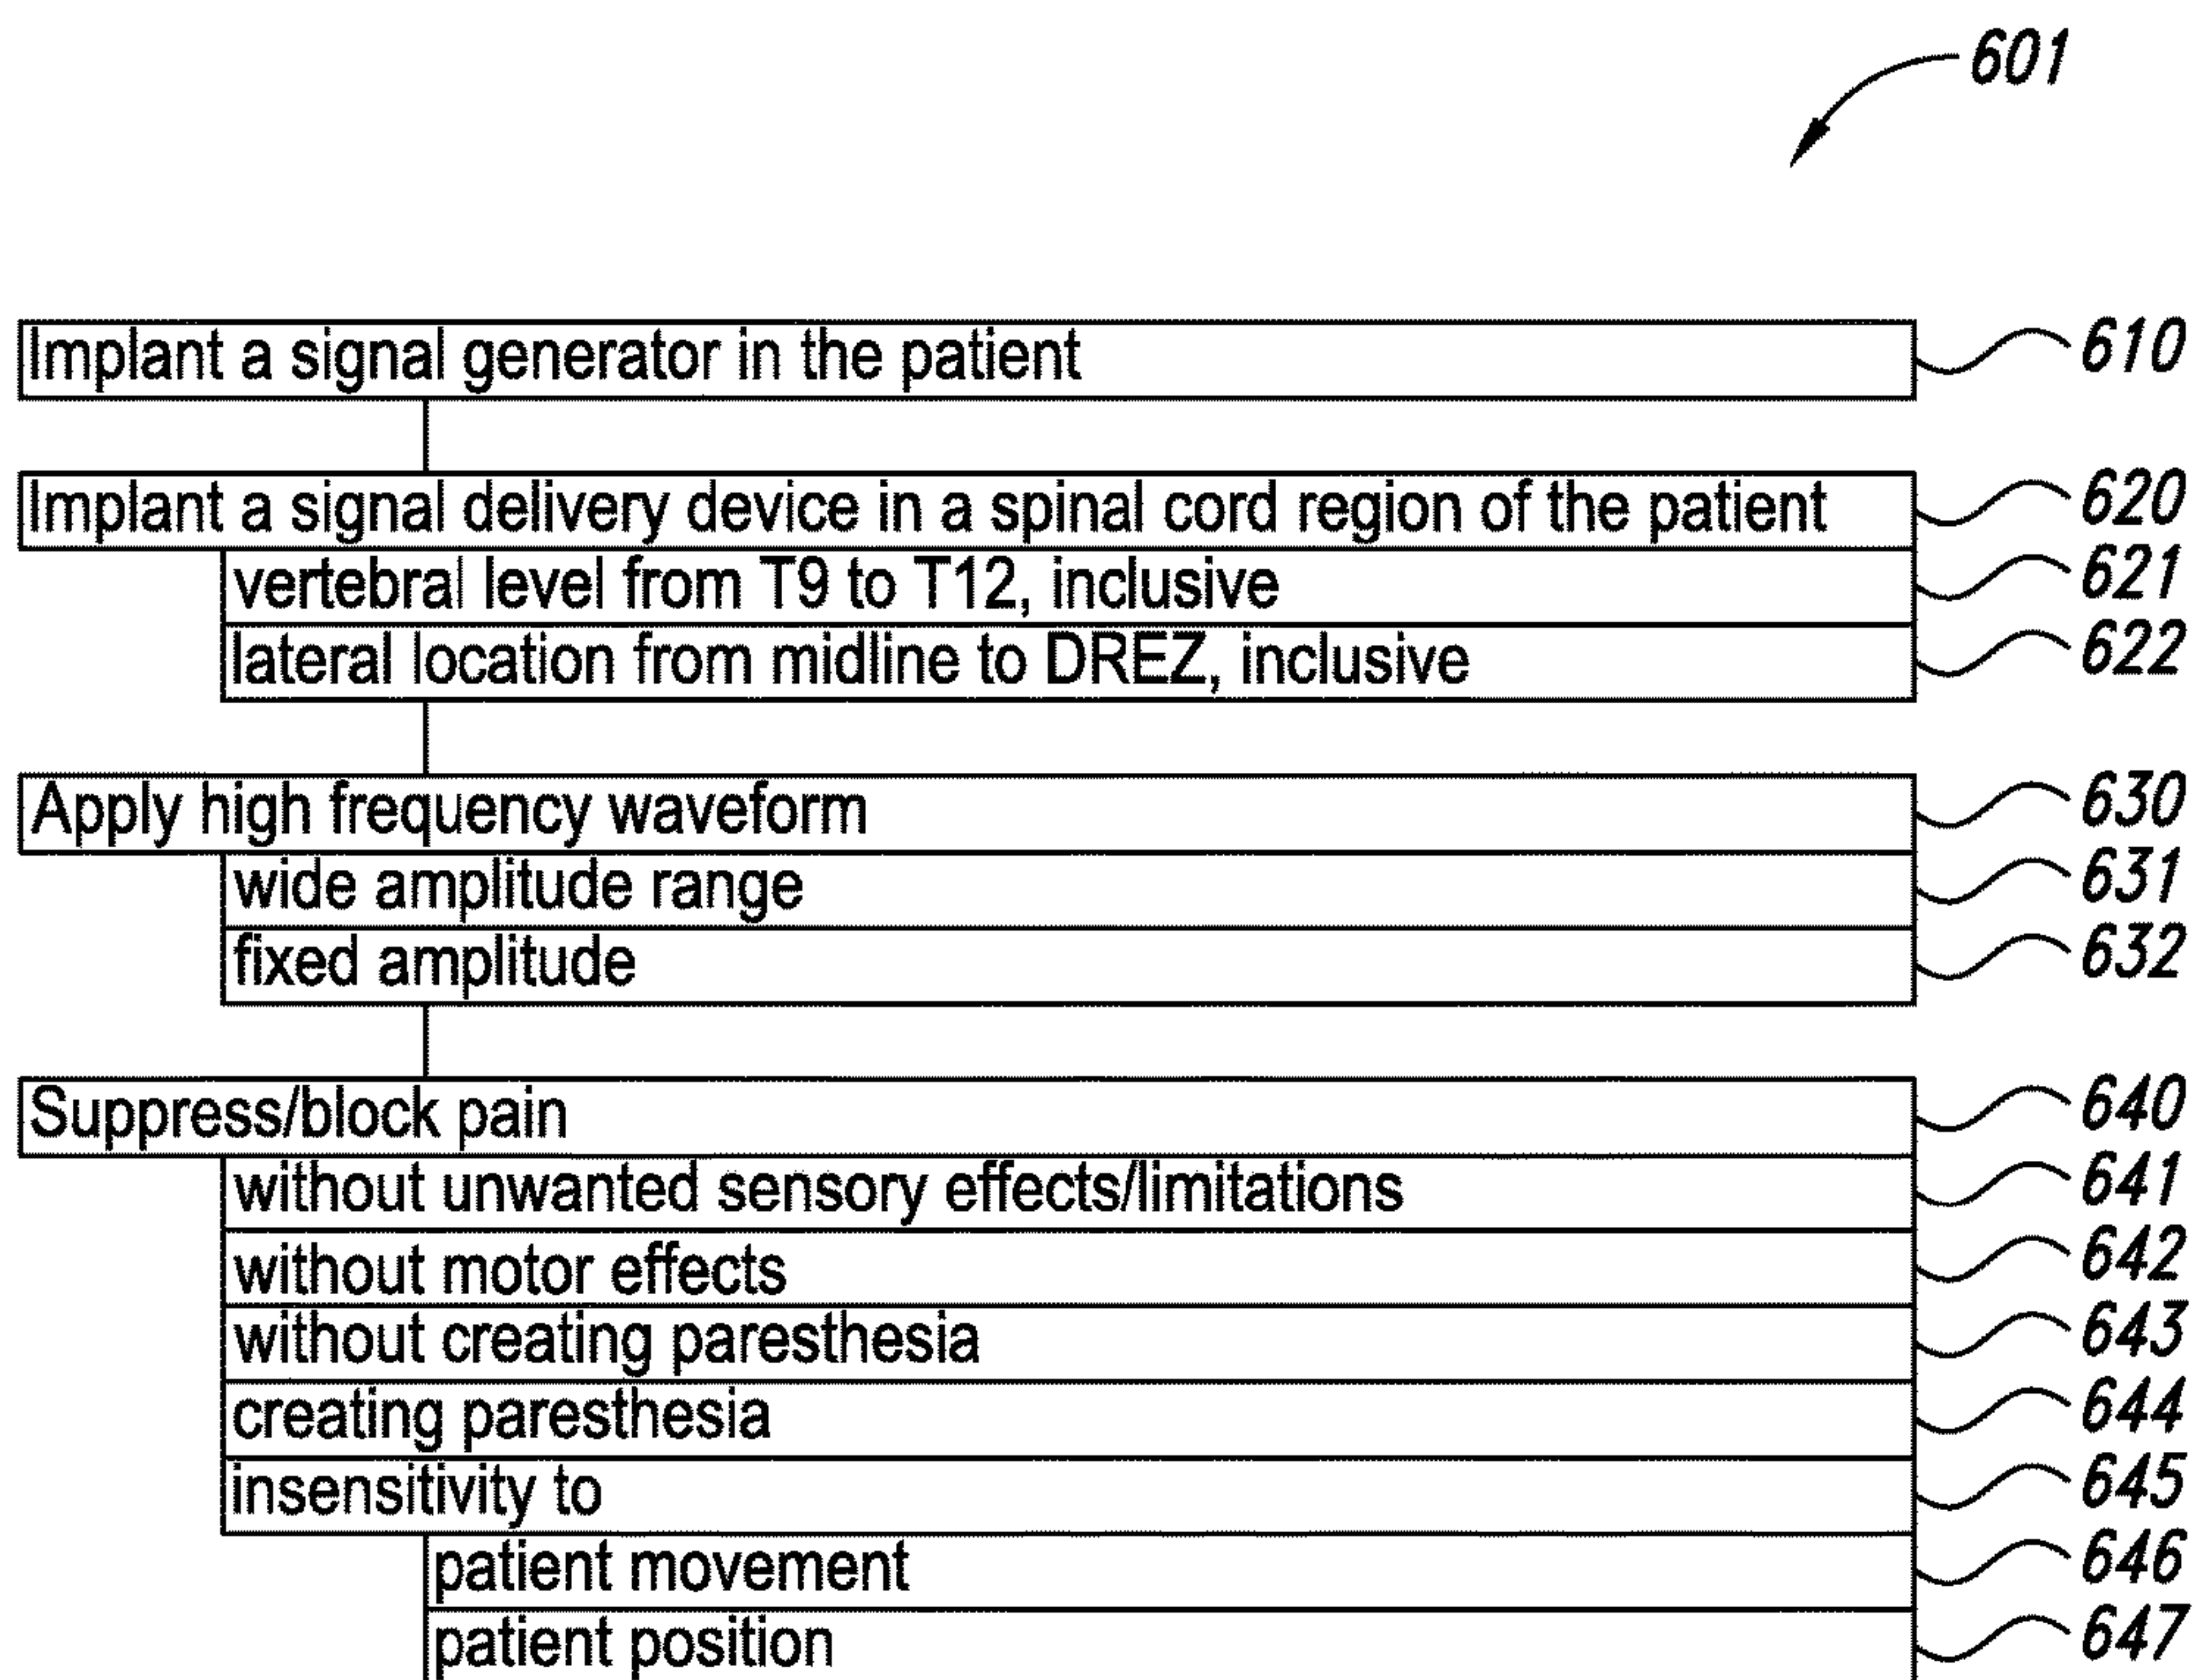 601
Implant a signal generator in the patient 610
Implant a signal delivery device in a spinal cord region of the patient 620
vertebral level from T9 to T12, inclusive 621
lateral location from midline to DREZ, inclusive 622
Apply high frequency waveform 630
wide amplitude range 631
fixed amplitude 632
Suppress/block pain 640
without unwanted sensory effects/limitations 641
without motor effects 642
without creating paresthesia 643
creating paresthesia 644
insensitivity to 645
patient movement 646
patient position 647